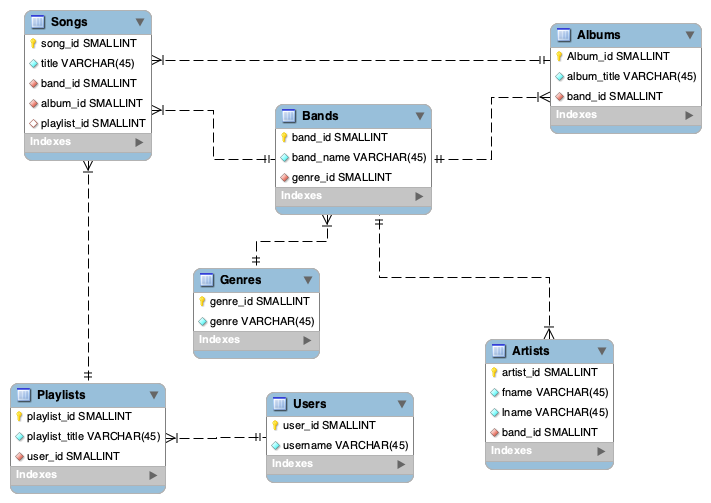 Songs
song_id SMALLINT
title VARCHAR(45)
band_id SMALLINT
album_id SMALLINT
playlist_id SMALLINT
Indexes
Albums
Album_id SMALLINT
album_title VARCHAR(45)
band_id SMALLINT
Indexes
Bands
band_id SMALLINT
band_name VARCHAR(45)
genre_id SMALLINT
Indexes
Genres
genre_id SMALLINT
genre VARCHAR(45)
Indexes
Artists
artist_id SMALLINT
fname VARCHAR(45)
lname VARCHAR(45)
band_id SMALLINT
Indexes
Playlists
playlist_id SMALLINT
playlist_title VARCHAR(45)
user_id SMALLINT
Indexes
Users
user_id SMALLINT
username VARCHAR(45)
Indexes